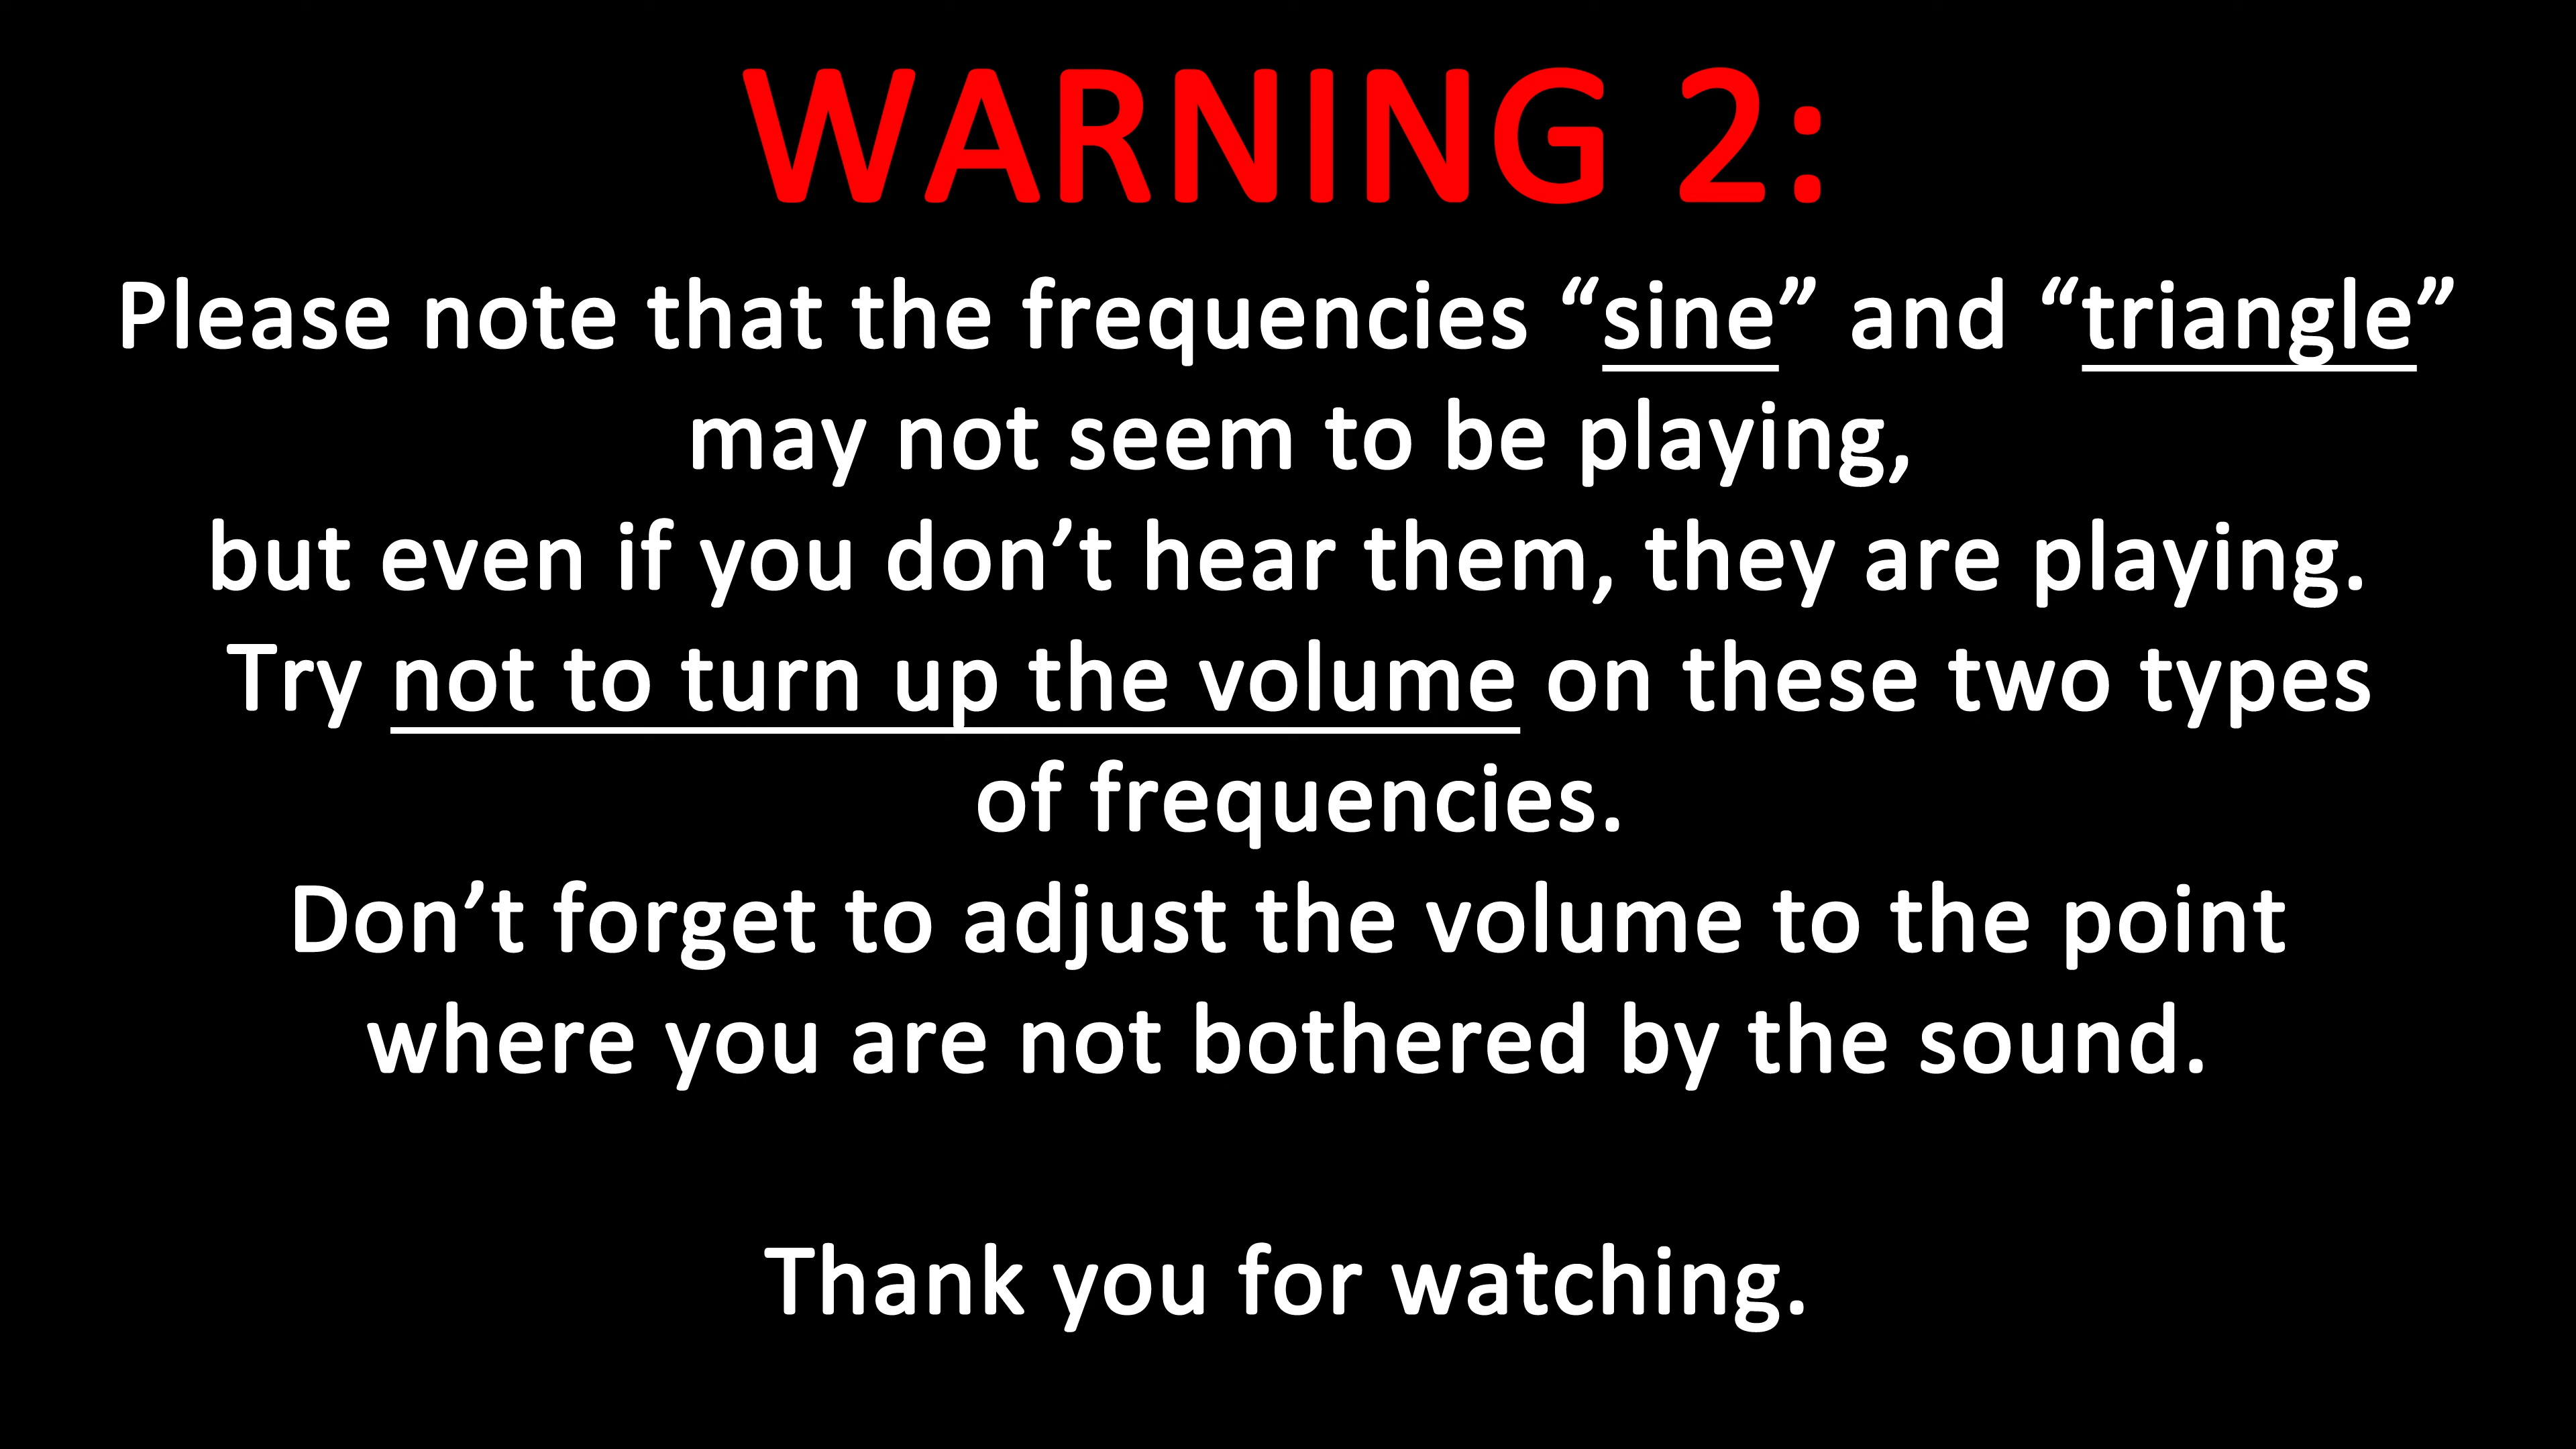 WARNING 2:
Please note that the frequencies “sine” and “triangle”
may not seem to be playing,
but even if you don’t hear them, they are playing.
Try not to turn up the volume on these two types
of frequencies.
Don’t forget to adjust the volume to the point
where you are not bothered by the sound.
Thank you for watching.